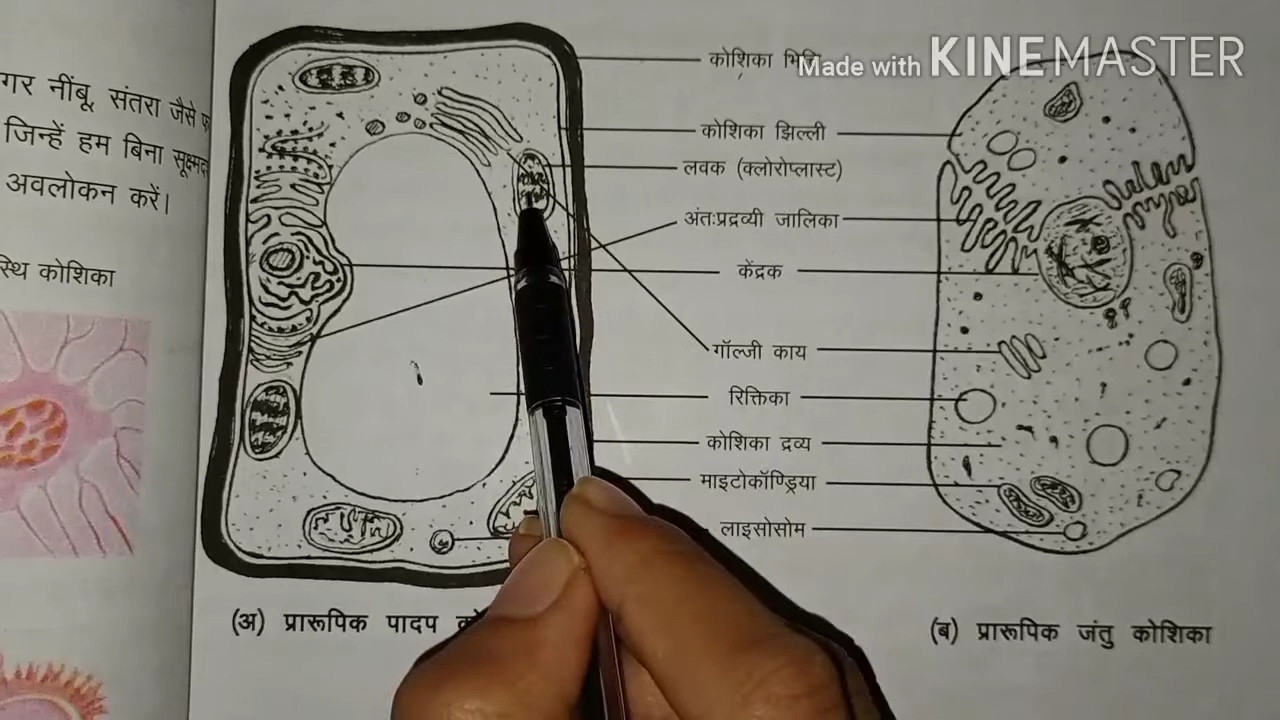 गर नींबू, संतरा जैसे
जिन्हें हम बिना
अवलोकन करें।
स्थि कोशिका
Made with KINEMASTER
कोशिका
कोशिका झिल्ली
लवक (क्लोरोप्लास्ट)
अंतःप्रद्रव्यी जालिका
केंद्रक
गॉल्जी काय
रिक्तिका
कोशिका द्रव्य
माइटोकॉण्ड्रिया
लाइसोसोम
(अ) प्रारूपिक पादप
(ब) प्रारूपिक जंतु कोशिका